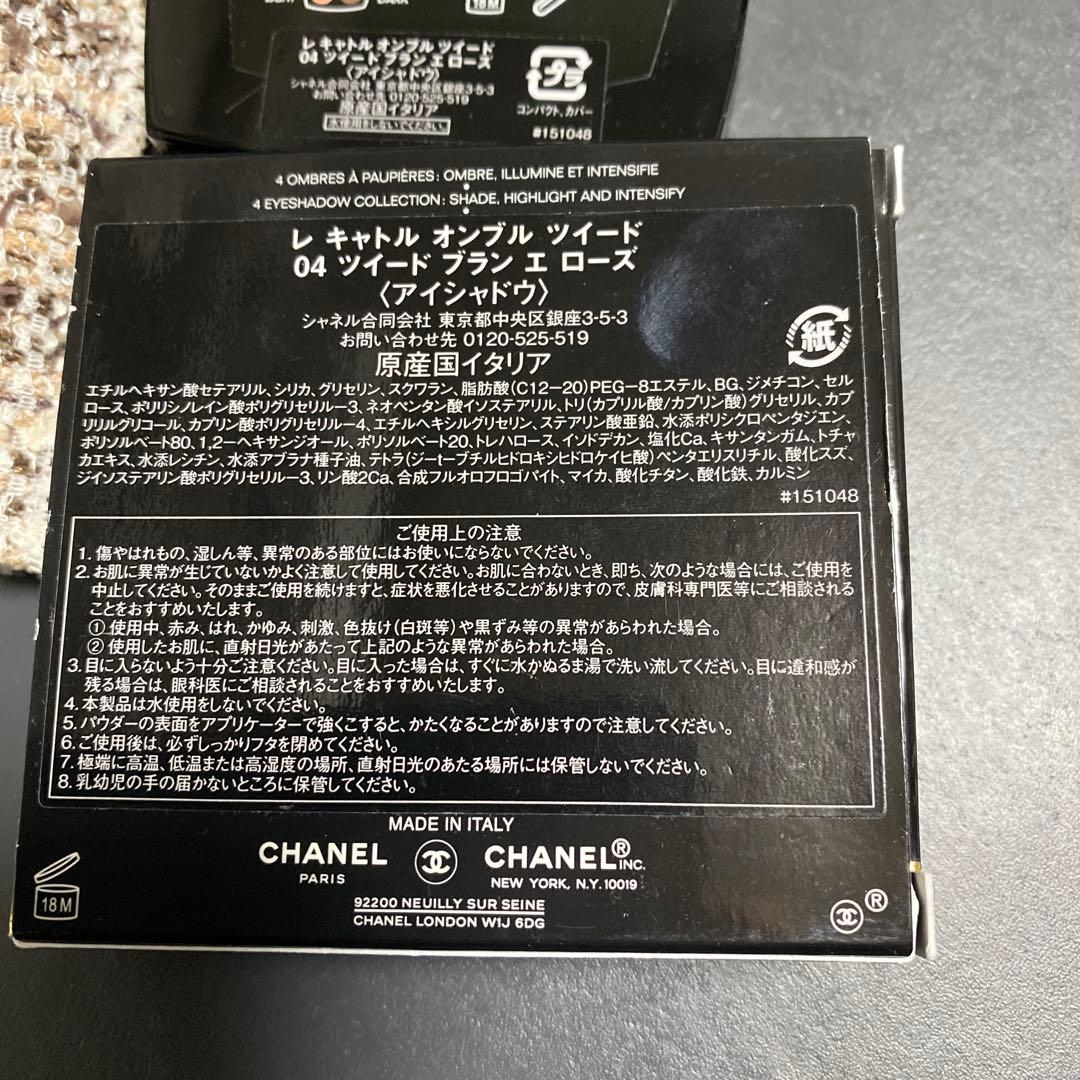 18M
レ キャトル オンブル ツイード
04 ツイード ブラン エ ローズ
〈アイシャドウ〉
シャネル合同会社 東京都中央区銀座3-5-3
お問い合わせ先 0120-525-519
原産国イタリア
水使用をしないでください。
プラ
コンパクト、カバー
#151048
4 OMBRES À PAUPIÈRES : OMBRE, ILLUMINE ET INTENSIFIE
4 EYESHADOW COLLECTION : SHADE, HIGHLIGHT AND INTENSIFY
レ キャトル オンブル ツイード
04 ツイード ブラン エ ローズ
〈アイシャドウ〉
シャネル合同会社 東京都中央区銀座3-5-3
お問い合わせ先 0120-525-519
原産国イタリア
紙
エチルヘキサン酸セテアリル、シリカ、グリセリン、スクワラン、脂肪酸(C12-20)PEG-8エステル、BG、ジメチコン、セル
ロース、ポリリシノレイン酸ポリグリセリル-3、ネオペンタン酸イソステアリル、トリ(カプリル酸/カプリン酸)グリセリル、カプ
リリルグリコール、カプリン酸ポリグリセリル-4、エチルヘキシルグリセリン、ステアリン酸亜鉛、水添ポリシクロペンタジエン、
ポリソルベート80、1,2-ヘキサンジオール、ポリソルベート20、トレハロース、イソドデカン、塩化Ca、キサンタンガム、トチャ
カエキス、水添レシチン、水添アブラナ種子油、テトラ(ジ-t-ブチルヒドロキシヒドロケイヒ酸)ペンタエリスリチル、酸化スズ、
ジイソステアリン酸ポリグリセリル-3、リン酸2Ca、合成フルオロフロゴパイト、マイカ、酸化チタン、酸化鉄、カルミン
#151048
ご使用上の注意
1. 傷やはれもの、湿しん等、異常のある部位にはお使いにならないでください。
2. お肌に異常が生じていないかよく注意して使用してください。お肌に合わないとき、即ち、次のような場合には、ご使用を
中止してください。そのままご使用を続けますと、症状を悪化させることがありますので、皮膚科専門医等にご相談される
ことをおすすめいたします。
① 使用中、赤み、はれ、かゆみ、刺激、色抜け(白斑等)や黒ずみ等の異常があらわれた場合。
② 使用したお肌に、直射日光があたって上記のような異常があらわれた場合。
3. 目に入らないよう十分ご注意ください。目に入った場合は、すぐに水かぬるま湯で洗い流してください。目に違和感が
残る場合は、眼科医にご相談されることをおすすめいたします。
4. 本製品は水使用をしないでください。
5. パウダーの表面をアプリケーターで強くこすると、かたくなることがありますので注意してください。
6. ご使用後は、必ずしっかりフタを閉めてください。
7. 極端に高温、低温または高湿度の場所、直射日光のあたる場所には保管しないでください。
8. 乳幼児の手の届かないところに保管してください。
MADE IN ITALY
CHANEL
PARIS
CHANEL® INC.
NEW YORK, N.Y. 10019
92200 NEUILLY SUR SEINE
CHANEL LONDON W1J 6DG
18M
®